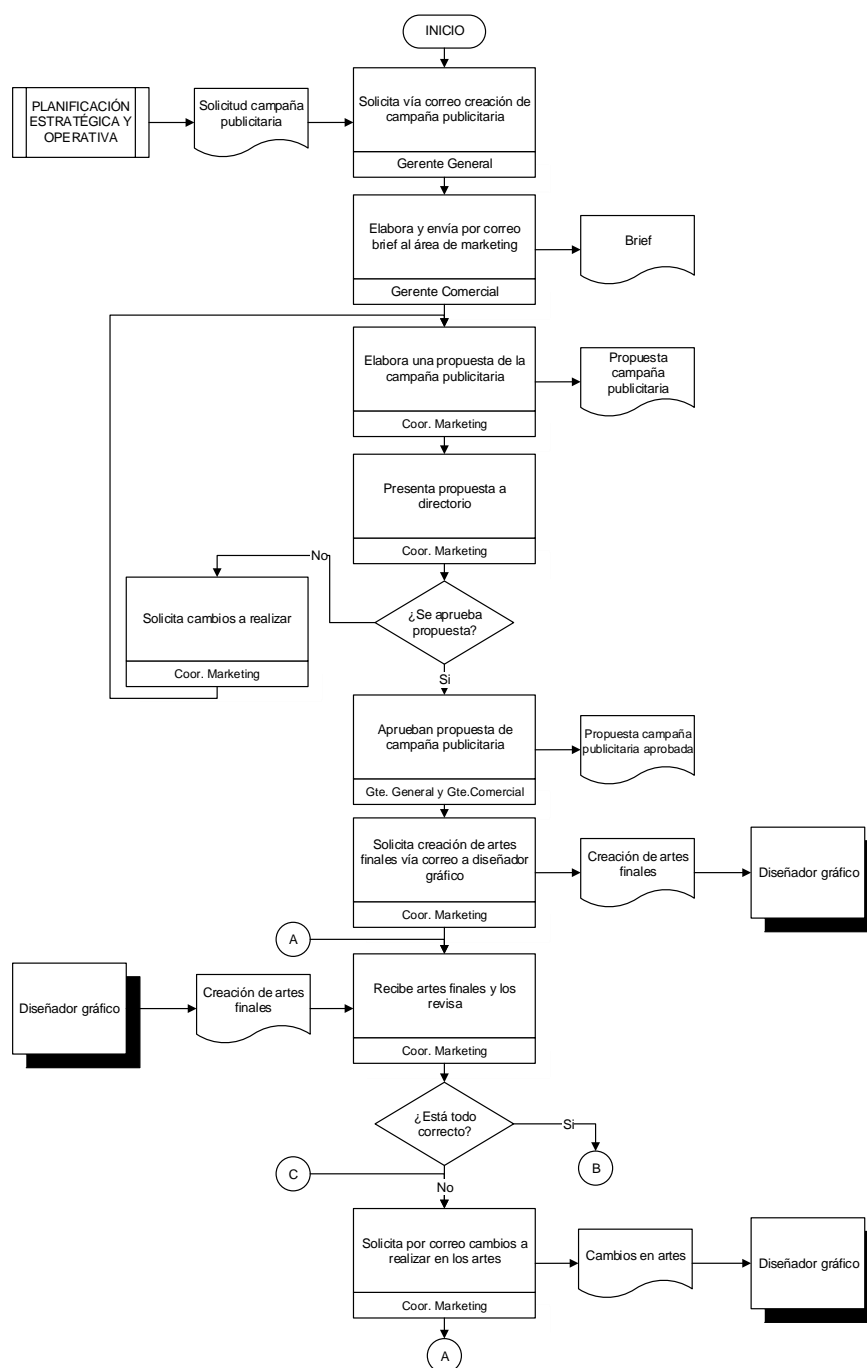 INICIO
PLANIFICACIÓN
ESTRATÉGICA Y
OPERATIVA
Solicitud campaña
publicitaria
Solicita vía correo creación de
campaña publicitaria
Gerente General
Elabora y envía por correo
brief al área de marketing
Gerente Comercial
Brief
Elabora una propuesta de la
campaña publicitaria
Coor. Marketing
Propuesta
campaña
publicitaria
Presenta propuesta a
directorio
Coor. Marketing
No
¿Se aprueba
propuesta?
Solicita cambios a realizar
Coor. Marketing
Si
Aprueban propuesta de
campaña publicitaria
Gte. General y Gte.Comercial
Propuesta campaña
publicitaria aprobada
Solicita creación de artes
finales vía correo a diseñador
gráfico
Coor. Marketing
Creación de artes
finales
Diseñador gráfico
A
Diseñador gráfico
Creación de artes
finales
Recibe artes finales y los
revisa
Coor. Marketing
¿Está todo
correcto?
Si
B
C
No
Solicita por correo cambios a
realizar en los artes
Coor. Marketing
Cambios en artes
Diseñador gráfico
A